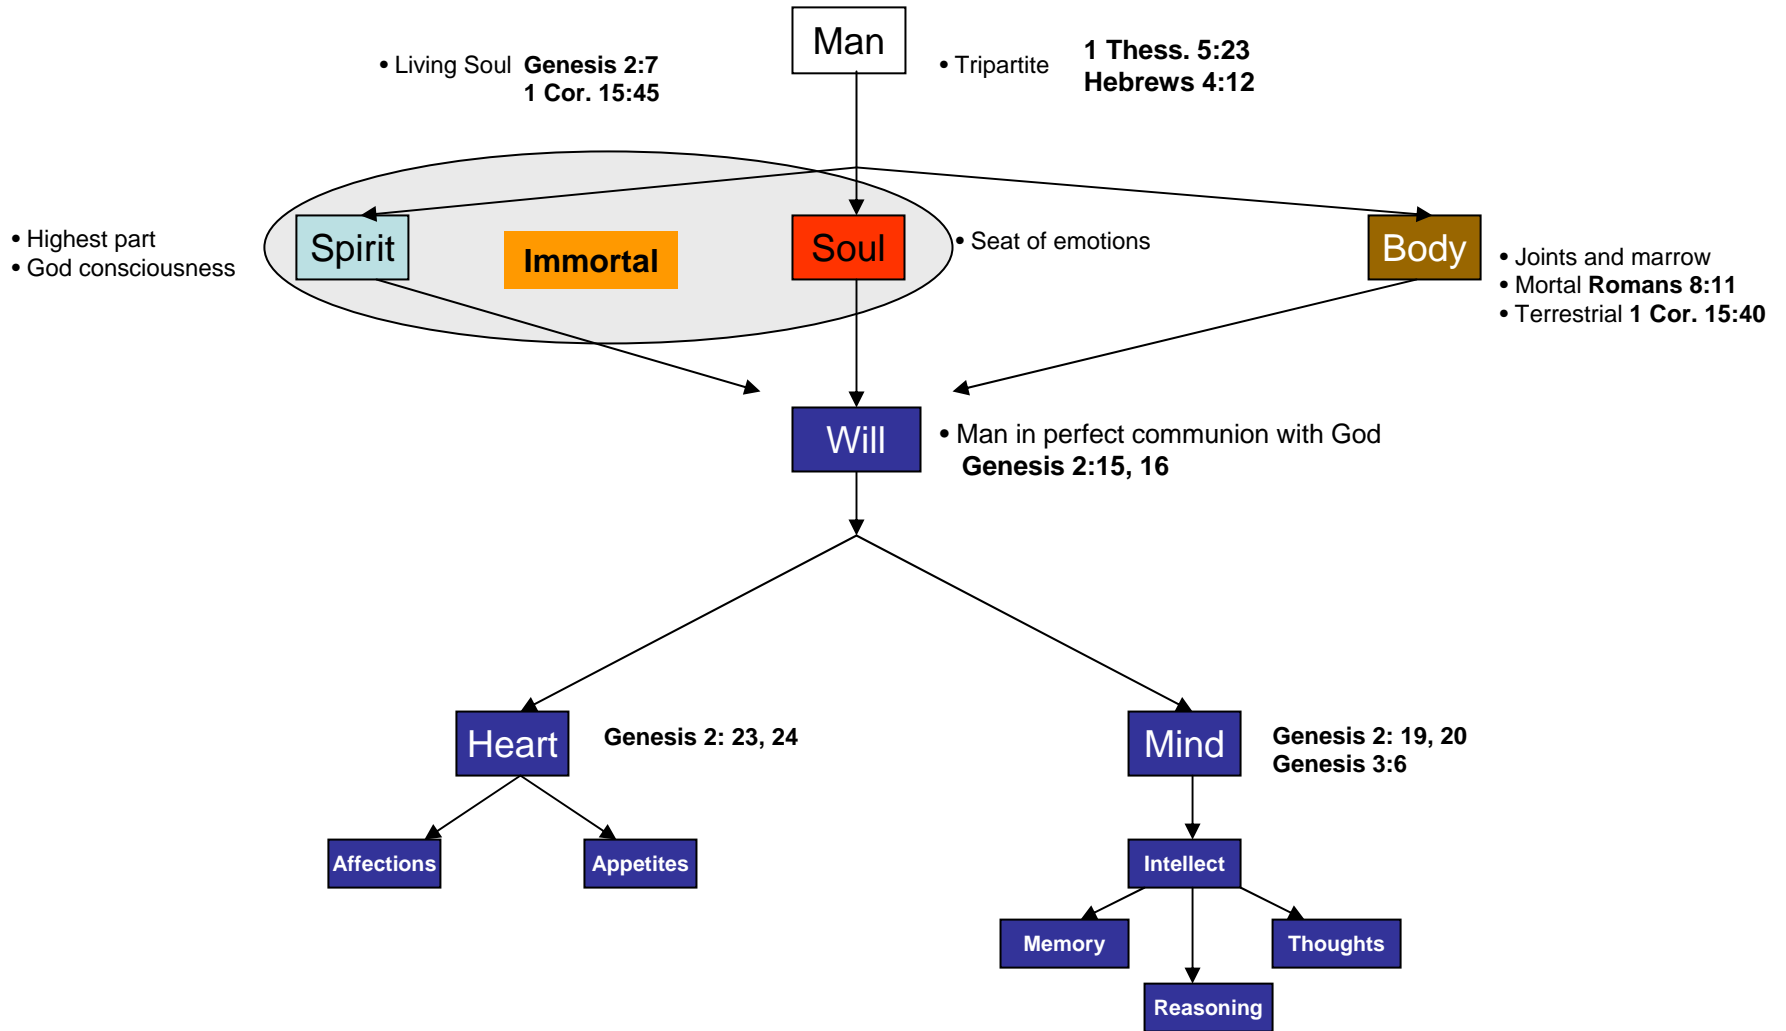 Man
• Living Soul Genesis 2:7
1 Cor. 15:45
• Tripartite
1 Thess. 5:23
Hebrews 4:12
• Highest part
• God consciousness
Spirit
Immortal
Soul
• Seat of emotions
Body
• Joints and marrow
• Mortal Romans 8:11
• Terrestrial 1 Cor. 15:40
Will
• Man in perfect communion with God
Genesis 2:15, 16
Heart
Genesis 2: 23, 24
Mind
Genesis 2: 19, 20
Genesis 3:6
Affections
Appetites
Intellect
Memory
Thoughts
Reasoning